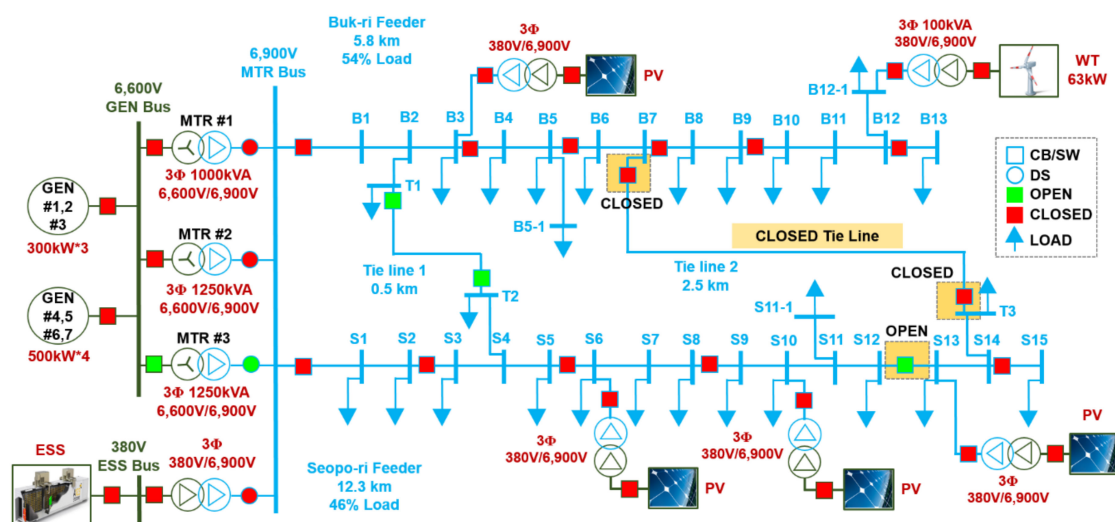 Buk-ri Feeder
5.8 km
54% Load
3Φ
380V/6,900V
PV
3Φ 100kVA
380V/6,900V
WT
63kW
6,900V
MTR Bus
6,600V
GEN Bus
B12-1
MTR #1
B1
B2
B3
B4
B5
B6
B7
B8
B9
B10
B11
B12
B13
3Φ 1000kVA
6,600V/6,900V
T1
CLOSED
GEN
#1,2
#3
300kW*3
B5-1
CB/SW
DS
OPEN
CLOSED
LOAD
MTR #2
CLOSED Tie Line
3Φ 1250kVA
6,600V/6,900V
Tie line 1
0.5 km
Tie line 2
2.5 km
CLOSED
GEN
#4,5
#6,7
500kW*4
T2
S11-1
T3
MTR #3
OPEN
S1
S2
S3
S4
S5
S6
S7
S8
S9
S10
S11
S12
S13
S14
S15
3Φ 1250kVA
6,600V/6,900V
3Φ
380V/6,900V
3Φ
380V/6,900V
PV
ESS
380V
ESS Bus
3Φ
380V/6,900V
Seopo-ri Feeder
12.3 km
46% Load
PV
PV
3Φ
380V/6,900V